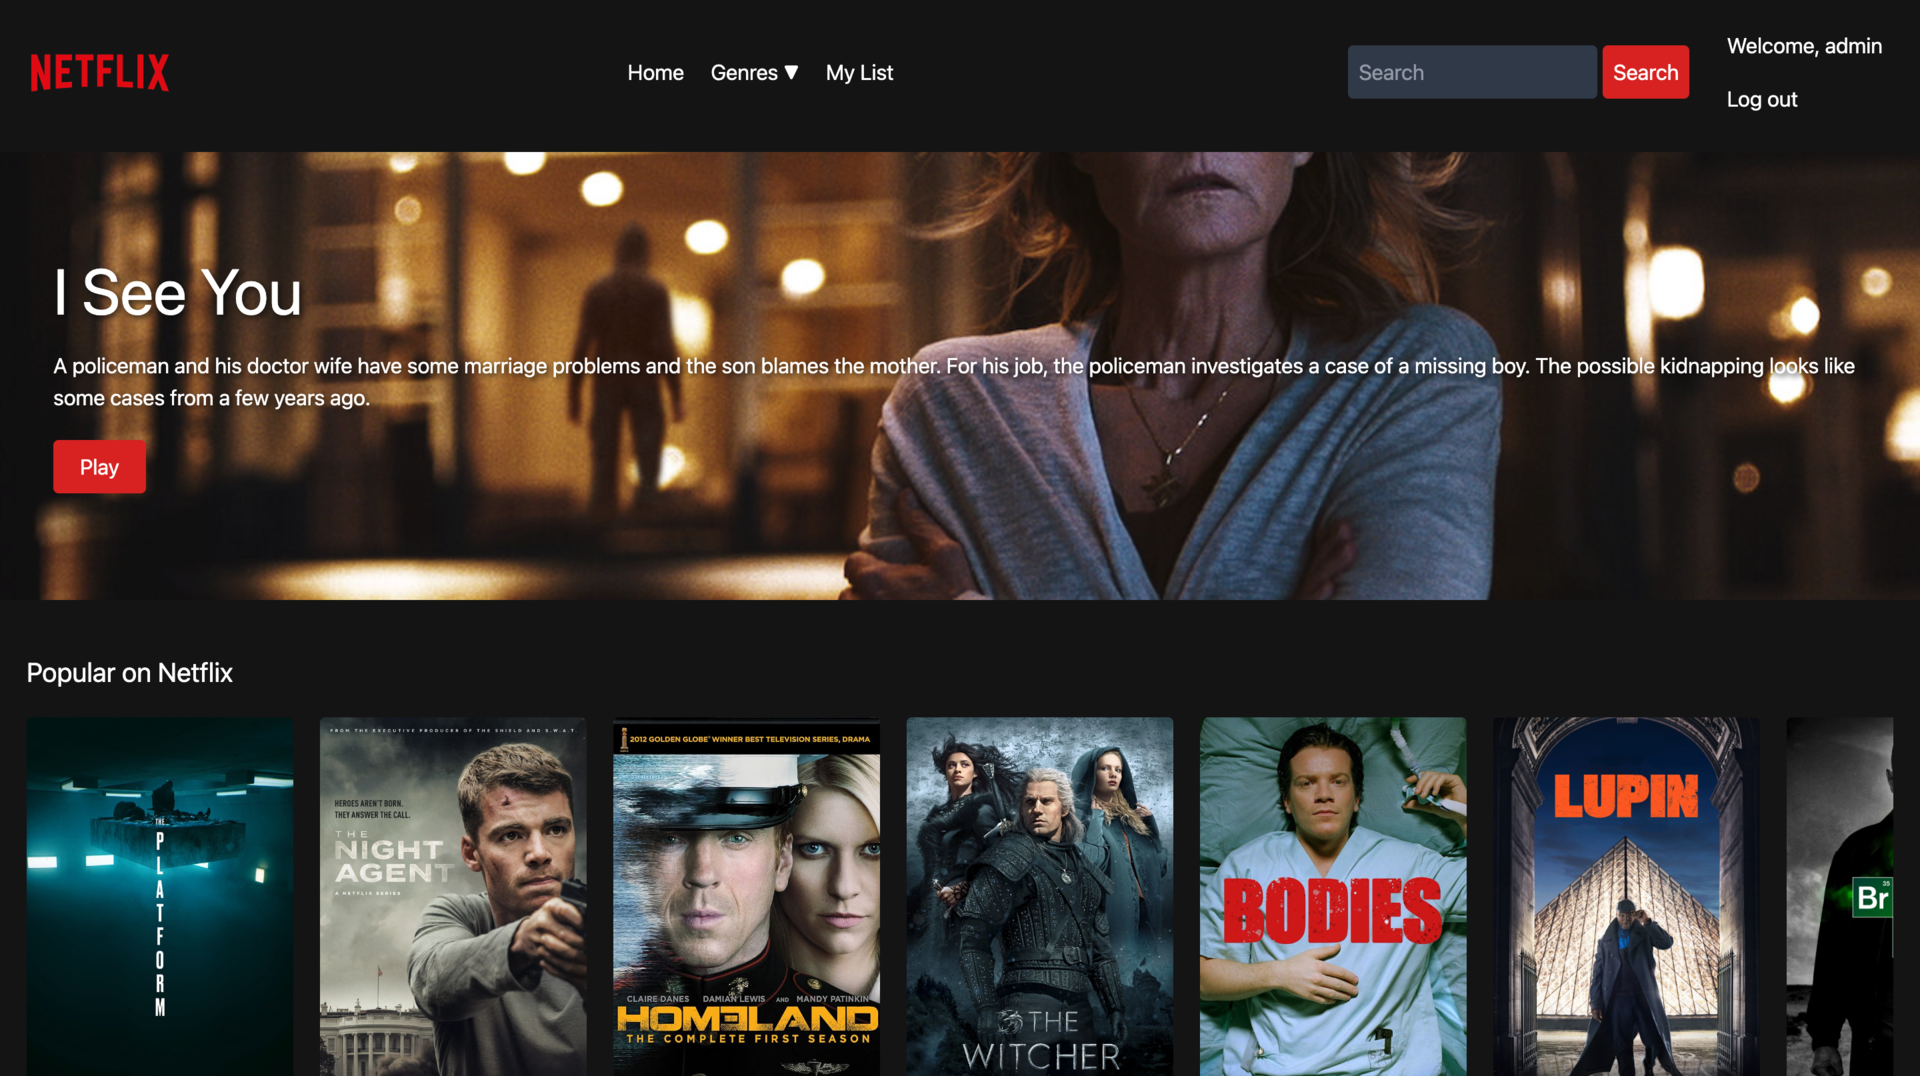 NETFLIX
Home
Genres ▼
My List
Search
Search
Welcome, admin
Log out
I See You
A policeman and his doctor wife have some marriage problems and the son blames the mother. For his job, the policeman investigates a case of a missing boy. The possible kidnapping looks like
some cases from a few years ago.
Play
Popular on Netflix
THE
PLATFORM
FROM THE EXECUTIVE PRODUCER OF THE SHIELD AND S.W.A.T.
HEROES AREN'T BORN.
THEY ANSWER THE CALL.
THE
NIGHT
AGENT
A NETFLIX SERIES
2012 GOLDEN GLOBE® WINNER BEST TELEVISION SERIES, DRAMA
CLAIRE DANES DAMIAN LEWIS AND MANDY PATINKIN
HOMELAND
THE COMPLETE FIRST SEASON
THE
WITCHER
BODIES
LUPIN
35
Br